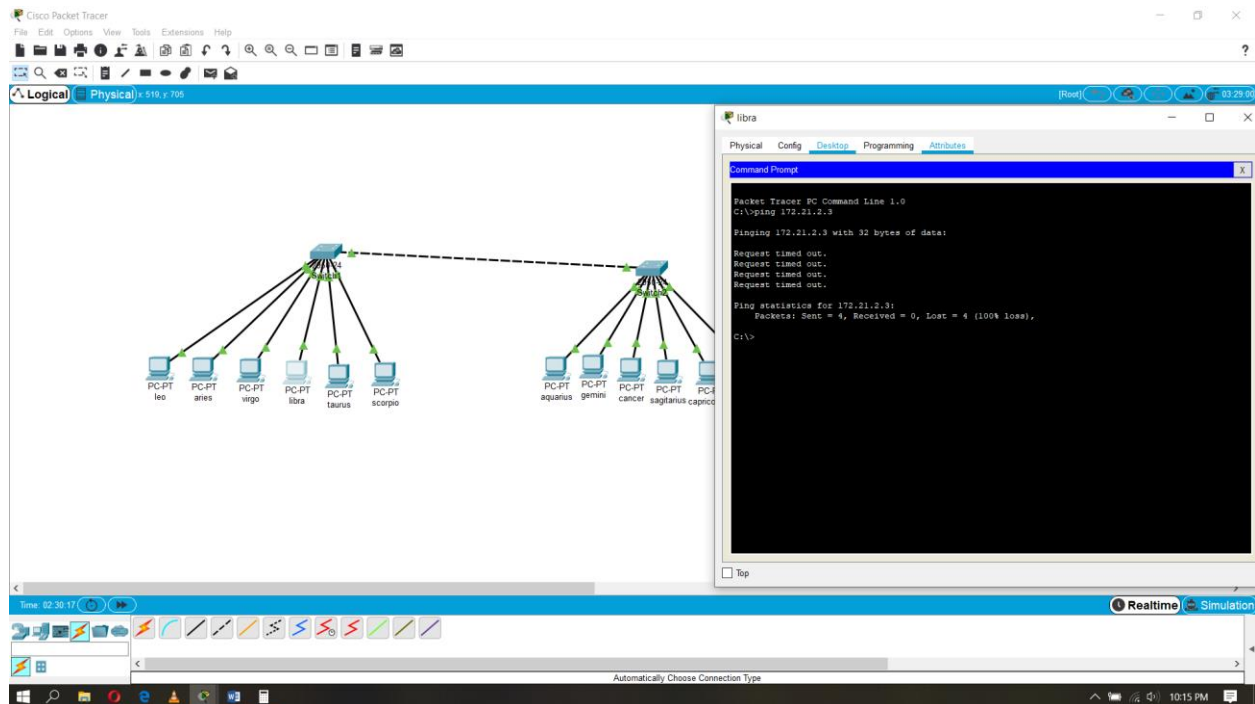 Cisco Packet Tracer
File Edit Options View Tools Extensions Help
?
Logical Physical x: 519, y: 705 [Root] 03:29:00
libra
Physical Config Desktop Programming Attributes
Command Prompt X
Packet Tracer PC Command Line 1.0
C:\>ping 172.21.2.3
Pinging 172.21.2.3 with 32 bytes of data:
Request timed out.
Request timed out.
Request timed out.
Request timed out.
Ping statistics for 172.21.2.3:
Packets: Sent = 4, Received = 0, Lost = 4 (100% loss),
C:\>
Top
Switch1
Switch2
PC-PT
leo
PC-PT
aries
PC-PT
virgo
PC-PT
libra
PC-PT
taurus
PC-PT
scorpio
PC-PT
aquarius
PC-PT
gemini
PC-PT
cancer
PC-PT
sagitarius
PC-P
caprico
Time: 02:30:17
Realtime Simulation
Automatically Choose Connection Type
10:15 PM